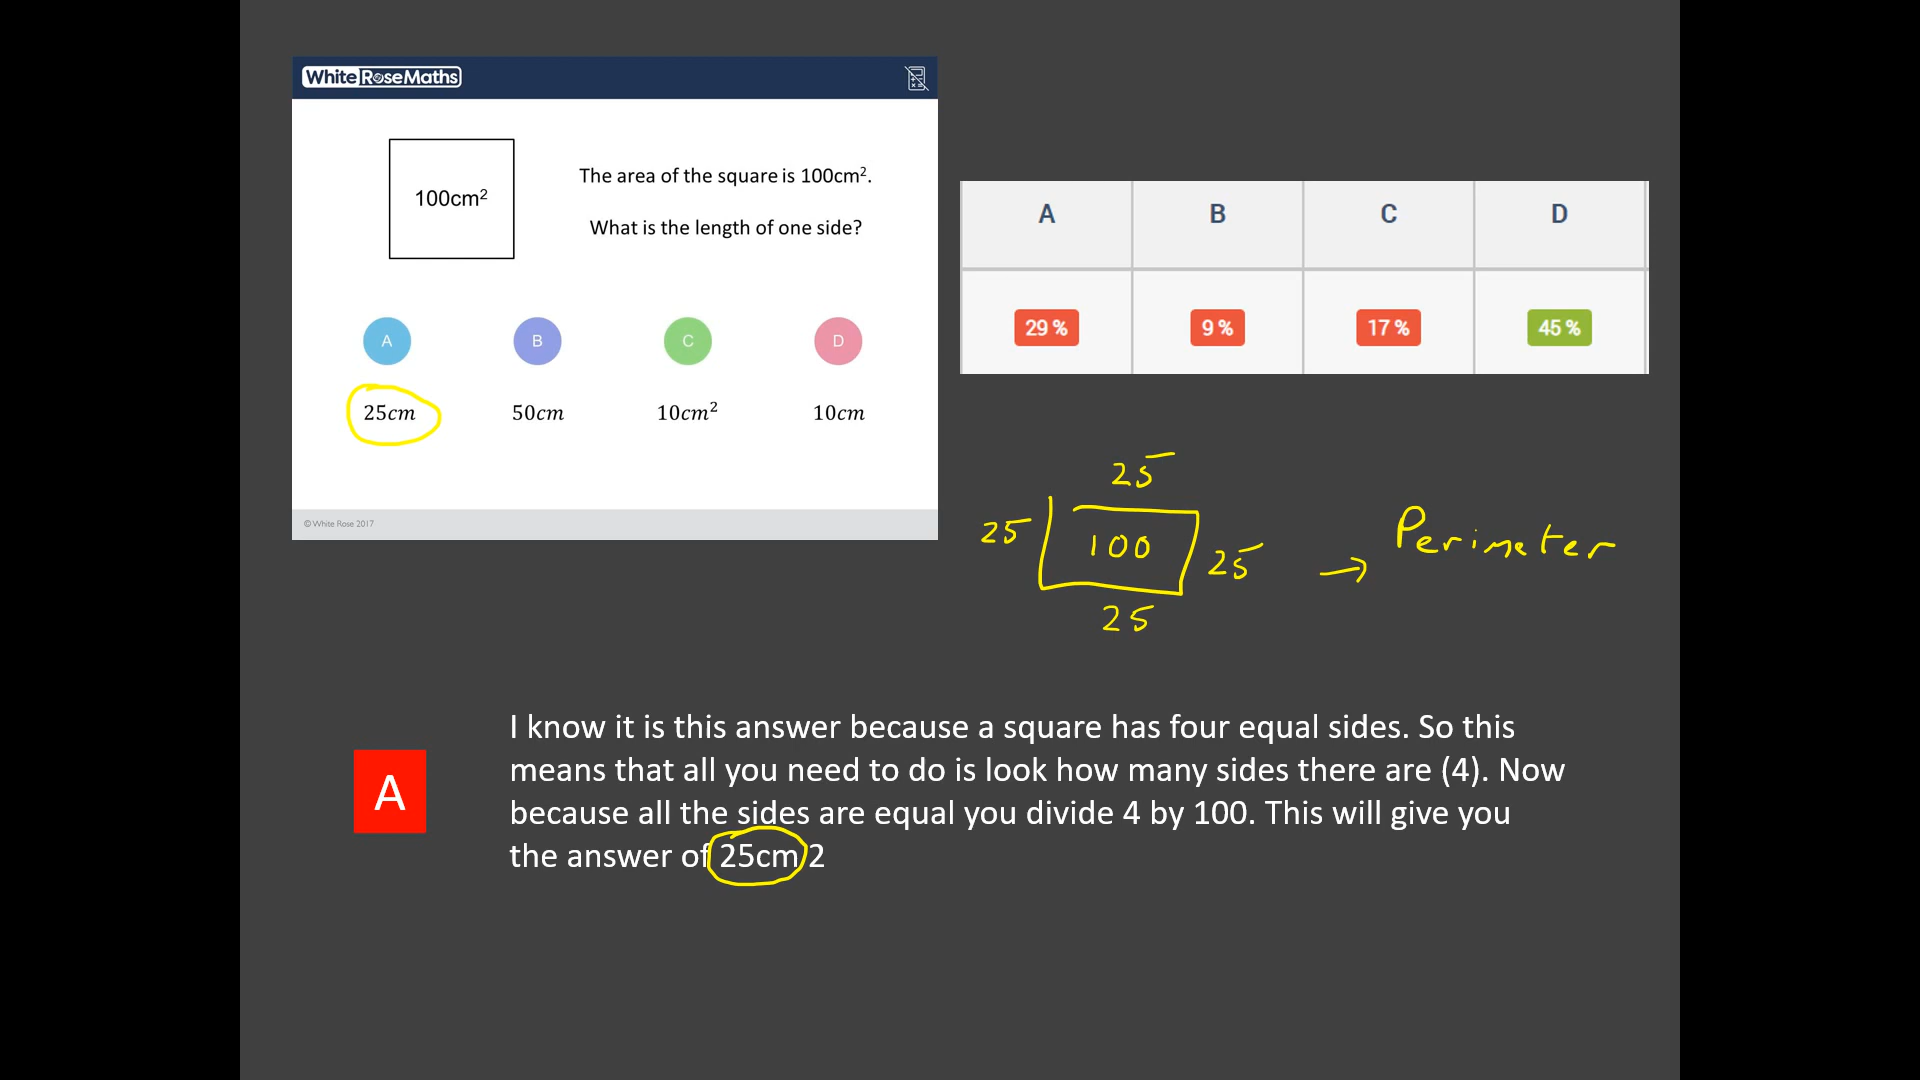 White Rose Maths
100cm²
The area of the square is 100cm².
What is the length of one side?
A B C D
25cm 50cm 10cm² 10cm
© White Rose 2017
A B C D
29 % 9 % 17 % 45 %
25
25 100 25 → Perimeter
25
A
I know it is this answer because a square has four equal sides. So this
means that all you need to do is look how many sides there are (4). Now
because all the sides are equal you divide 4 by 100. This will give you
the answer of 25cm 2